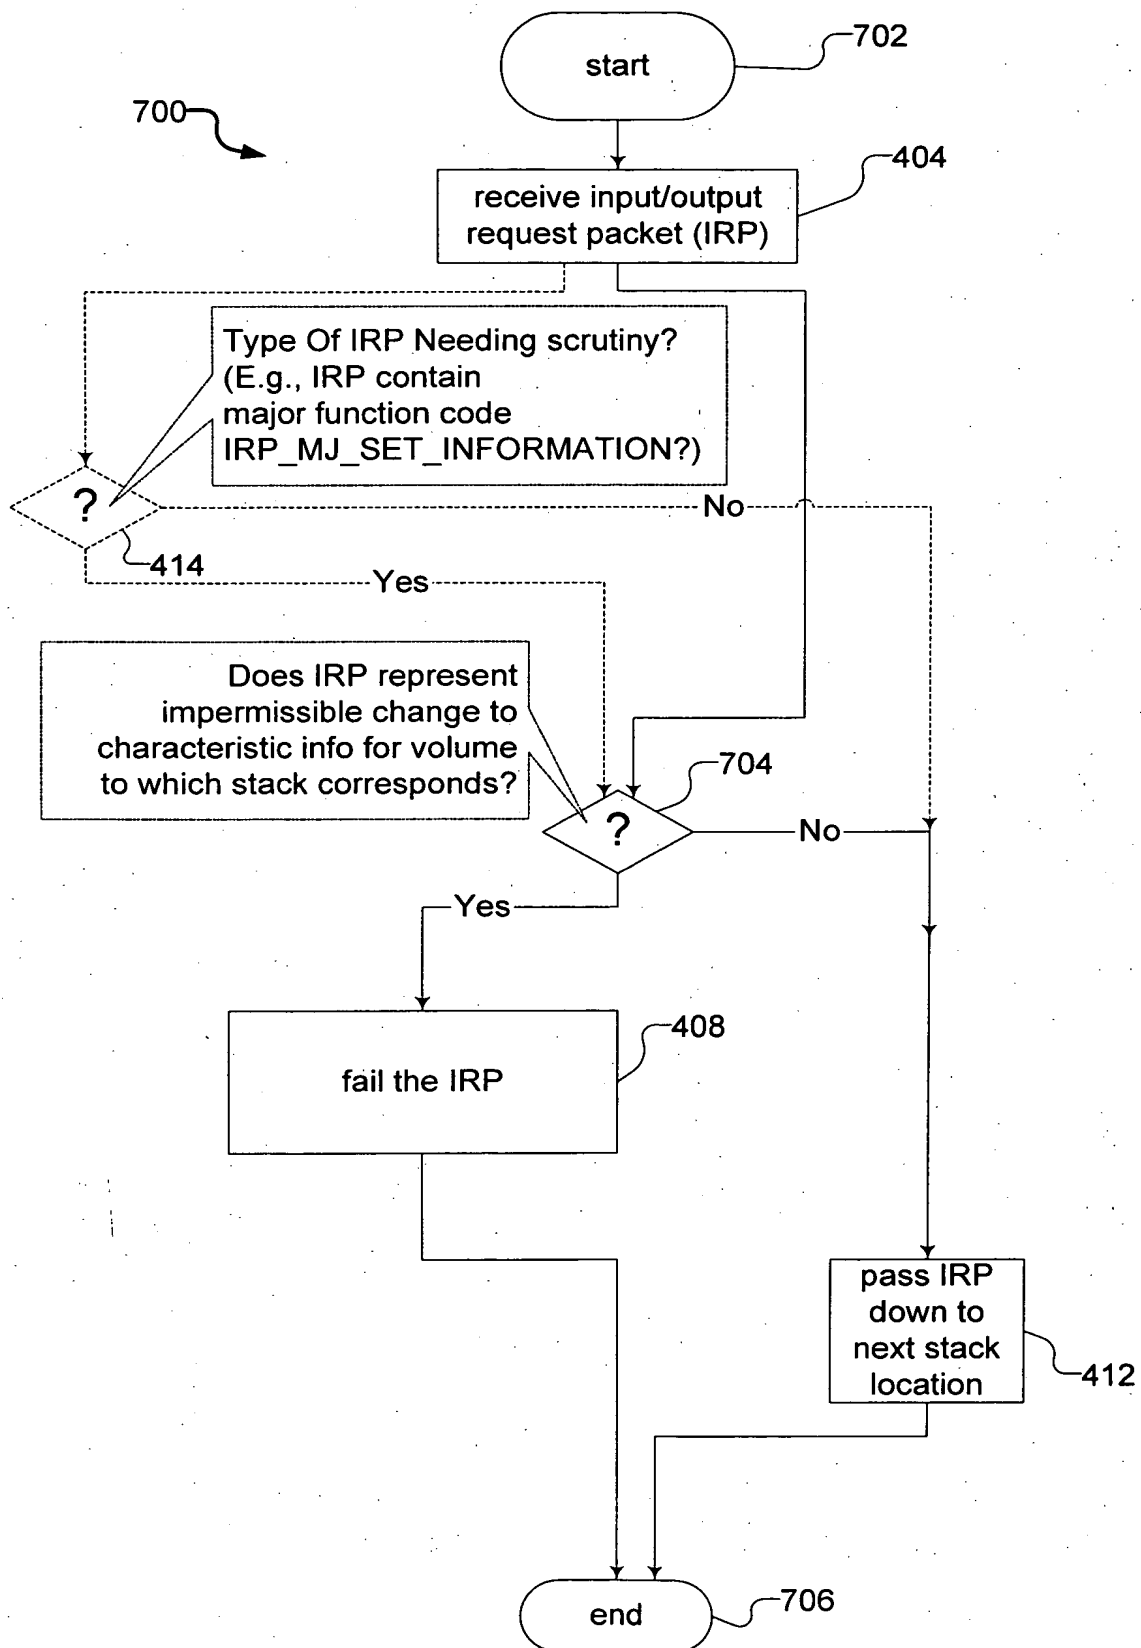 start
702
700
404
receive input/output
request packet (IRP)
Type Of IRP Needing scrutiny?
(E.g., IRP contain
major function code
IRP_MJ_SET_INFORMATION?)
?
No
414
Yes
Does IRP represent
impermissible change to
characteristic info for volume
to which stack corresponds?
704
?
No
Yes
408
fail the IRP
pass IRP
down to
next stack
location
412
end
706